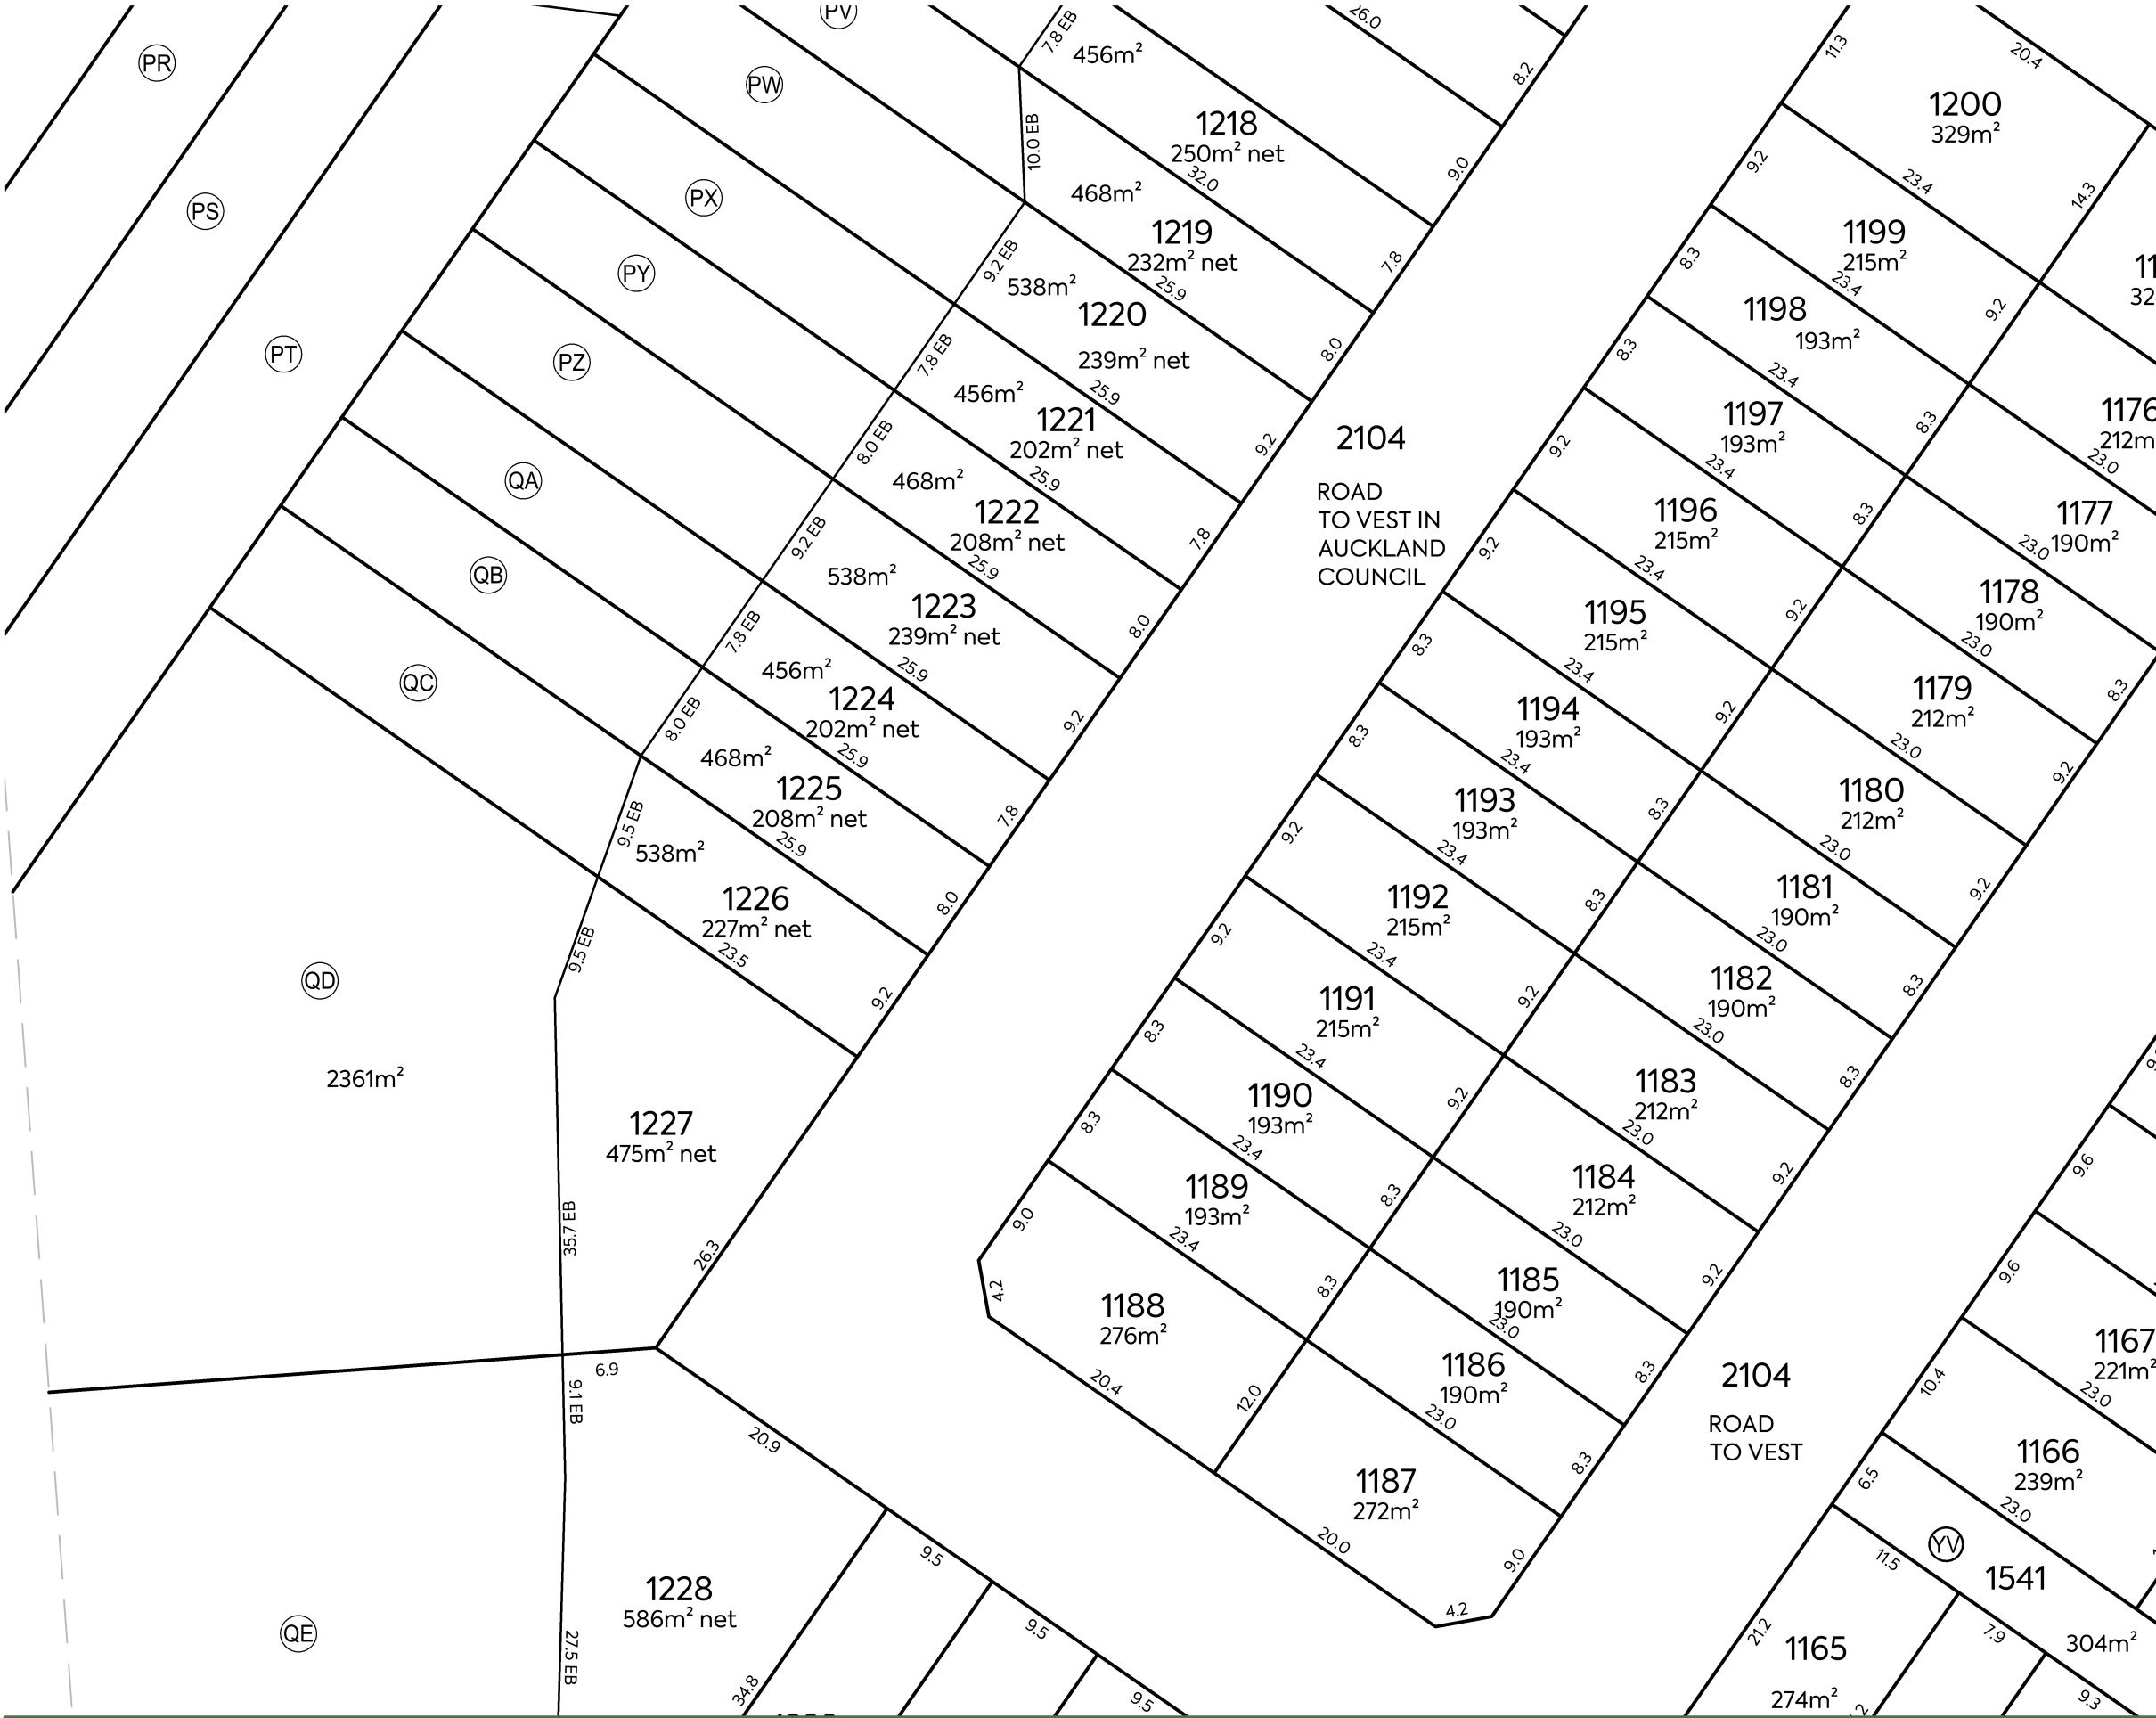 PR
PS
PT
PV
PW
PX
PY
PZ
QA
QB
QC
QD
2361m²
QE
7.8 EB
456m²
1218
250m² net
32.0
10.0 EB
468m²
1219
232m² net
25.9
9.2 EB
538m²
1220
239m² net
25.9
7.8 EB
456m²
1221
202m² net
25.9
8.0 EB
468m²
1222
208m² net
25.9
9.2 EB
538m²
1223
239m² net
25.9
7.8 EB
456m²
1224
202m² net
25.9
8.0 EB
468m²
1225
208m² net
25.9
9.5 EB
538m²
1226
227m² net
23.5
9.5 EB
1227
475m² net
35.7 EB
26.3
6.9
9.1 EB
20.9
1228
586m² net
27.5 EB
34.8
9.5
9.5
9.5
26.0
8.2
9.0
7.8
8.0
9.2
7.8
8.0
9.2
7.8
8.0
9.2
2104
ROAD
TO VEST IN
AUCKLAND
COUNCIL
11.3
20.4
1200
329m²
9.2
23.4
14.3
1199
215m²
8.3
23.4
9.2
1198
193m²
8.3
23.4
8.3
1197
193m²
9.2
23.4
8.3
1196
215m²
9.2
23.4
9.2
1195
215m²
8.3
23.4
9.2
1194
193m²
8.3
23.4
8.3
1193
193m²
9.2
23.4
8.3
1192
215m²
9.2
23.4
9.2
1191
215m²
8.3
23.4
9.2
1190
193m²
8.3
23.4
8.3
1189
193m²
9.0
23.4
8.3
4.2
1188
276m²
20.4
12.0
1176
212m
23.0
1177
190m²
23.0
1178
190m²
23.0
8.3
1179
212m²
23.0
9.2
1180
212m²
23.0
9.2
1181
190m²
23.0
8.3
1182
190m²
23.0
8.3
1183
212m²
23.0
9.2
1184
212m²
23.0
9.2
1185
190m²
23.0
8.3
1186
190m²
23.0
8.3
1187
272m²
20.0
9.0
4.2
2104
ROAD
TO VEST
9.6
9.6
1167
221m²
23.0
10.4
1166
239m²
23.0
6.5
YV
1541
304m²
11.5
7.9
9.3
21.2
1165
274m²